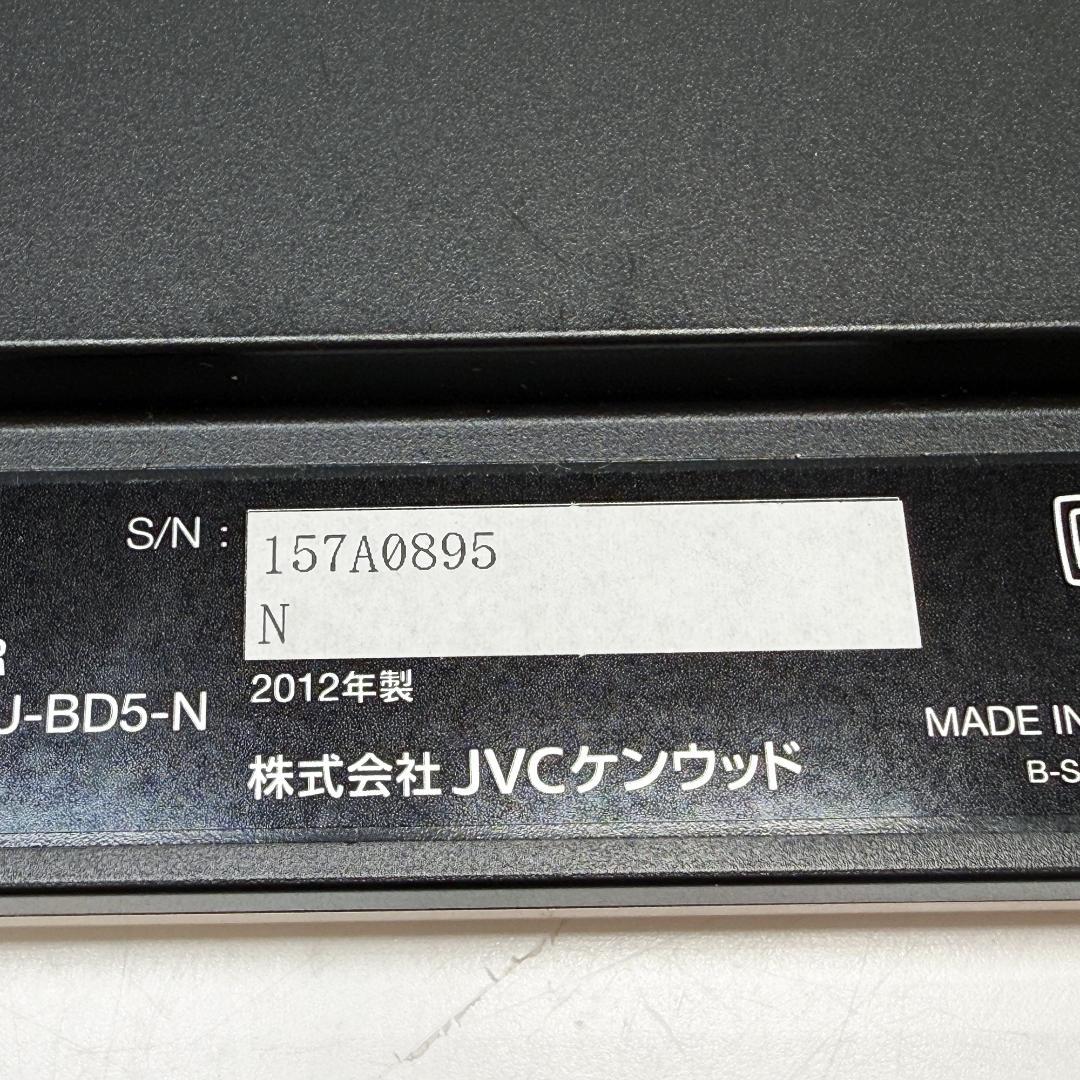 S/N : 157A0895
N
2012年製
R
U-BD5-N
株式会社 JVCケンウッド
MADE IN
B-S